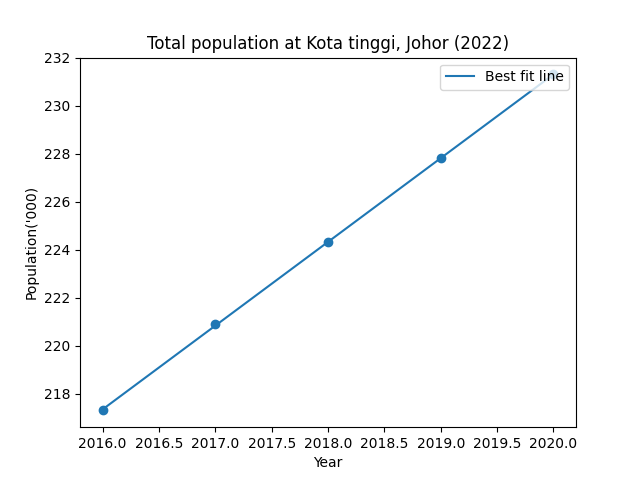 Total population at Kota tinggi, Johor (2022)
Best fit line
232
230
228
226
224
222
220
218
Population('000)
2016.0 2016.5 2017.0 2017.5 2018.0 2018.5 2019.0 2019.5 2020.0
Year